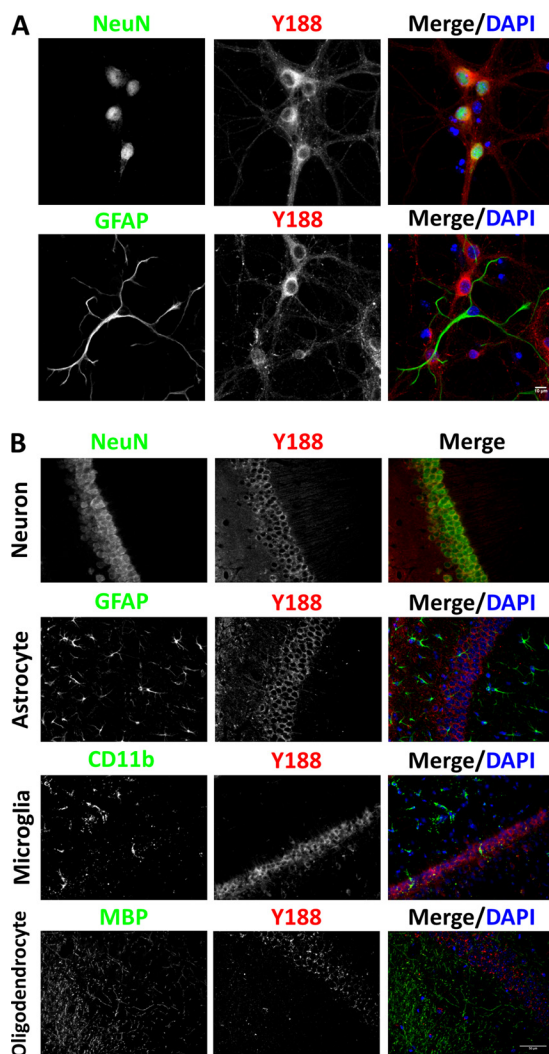 A
NeuN Y188 Merge/DAPI
GFAP Y188 Merge/DAPI
10 µm
B
NeuN Y188 Merge
Neuron
GFAP Y188 Merge/DAPI
Astrocyte
CD11b Y188 Merge/DAPI
Microglia
MBP Y188 Merge/DAPI
Oligodendrocyte